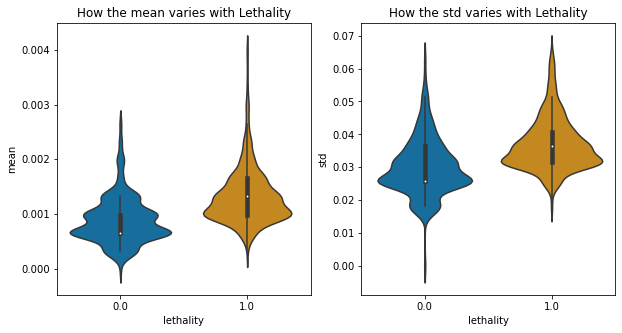 How the mean varies with Lethality
mean
0.004
0.003
0.002
0.001
0.000
0.0
1.0
lethality
How the std varies with Lethality
std
0.07
0.06
0.05
0.04
0.03
0.02
0.01
0.00
0.0
1.0
lethality